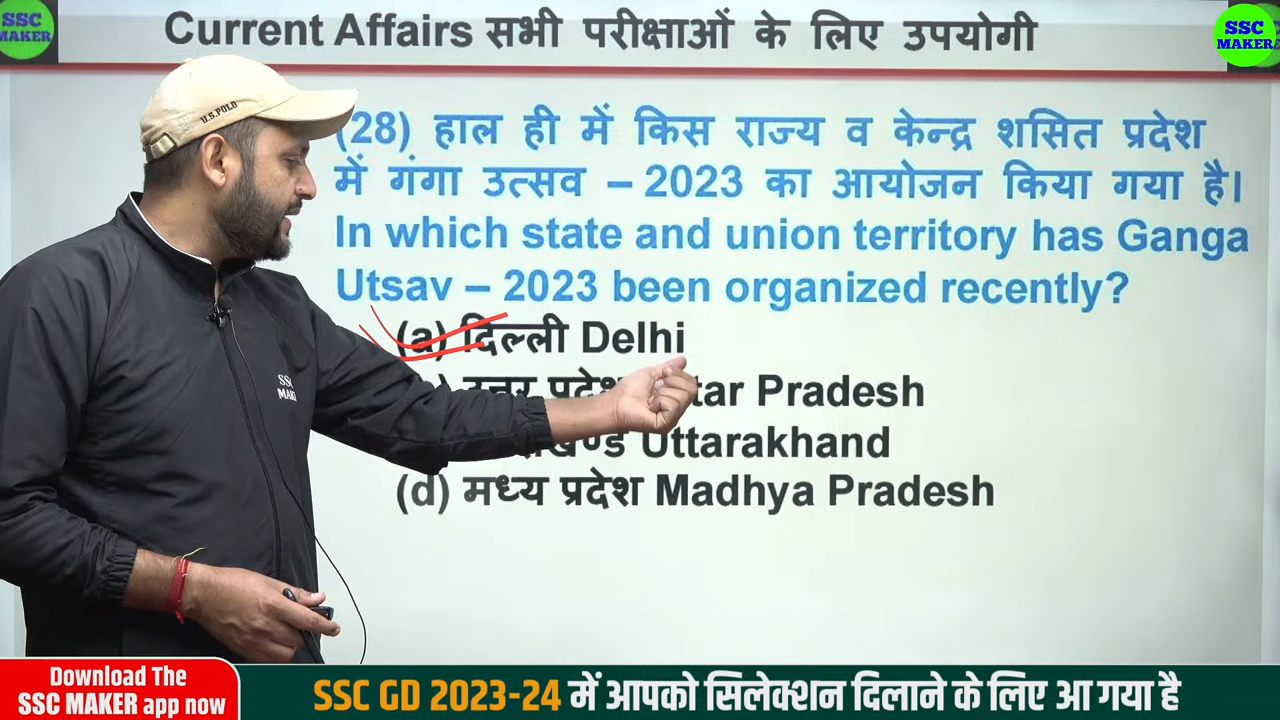 SSC
MAKER
Current Affairs सभी परीक्षाओं के लिए उपयोगी
SSC
MAKER
U.S.POLO
(28) हाल ही में किस राज्य व केन्द्र शसित प्रदेश
में गंगा उत्सव – 2023 का आयोजन किया गया है।
In which state and union territory has Ganga
Utsav – 2023 been organized recently?
(a) दिल्ली Delhi
Pradesh
Uttarakhand
(d) मध्य प्रदेश Madhya Pradesh
SSC
Download The
SSC MAKER app now
SSC GD 2023-24 में आपको सिलेक्शन दिलाने के लिए आ गया है